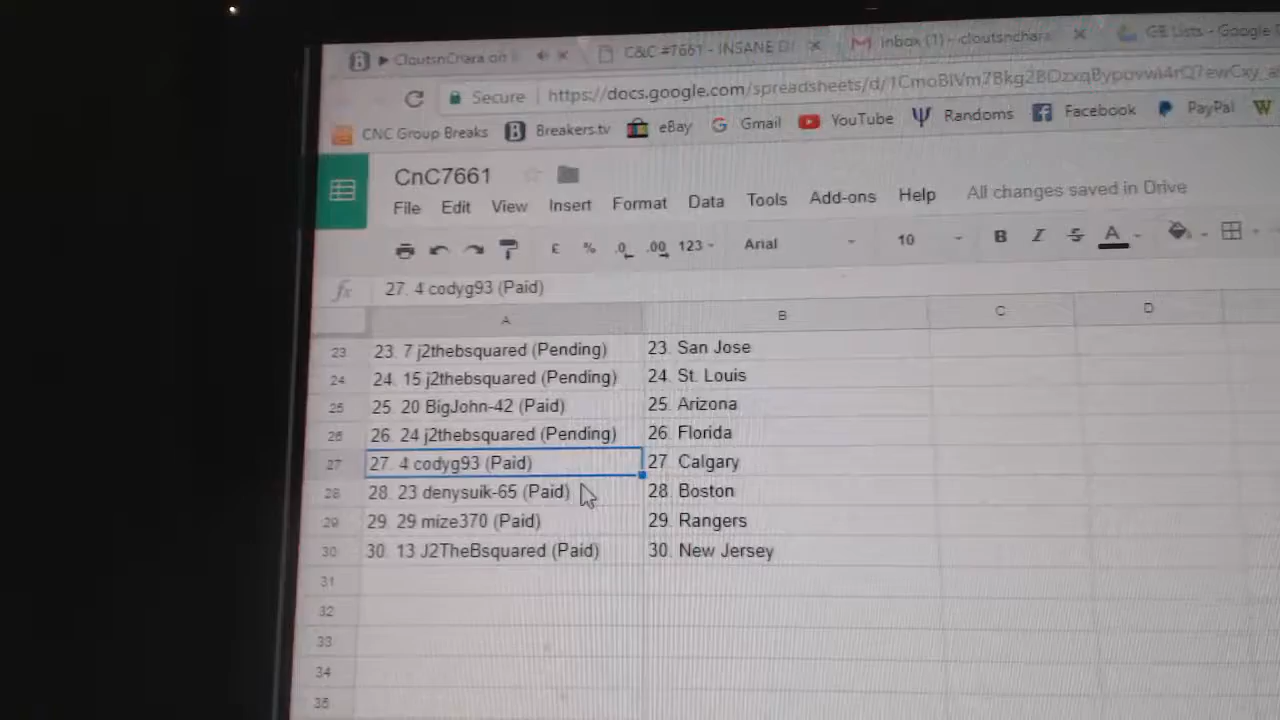 CloutsnChara on
C&C #7661 - INSANE
Inbox (1) - cloutsnchara
GB Lists - Google
Secure
https://docs.google.com/spreadsheets/d/
CNC Group Breaks
Breakers.tv
eBay
Gmail
YouTube
Randoms
Facebook
PayPal
W
CnC7661
File Edit View Insert Format Data Tools Add-ons Help All changes saved in Drive
£ % .0 .00 123 Arial 10 B I S A
fx 27. 4 codyg93 (Paid)
A B C D
23 23. 7 j2thebsquared (Pending) 23. San Jose
24 24. 15 j2thebsquared (Pending) 24. St. Louis
25 25. 20 BigJohn-42 (Paid) 25. Arizona
26 26. 24 j2thebsquared (Pending) 26. Florida
27 27. 4 codyg93 (Paid) 27. Calgary
28 28. 23 denysuik-65 (Paid) 28. Boston
29 29. 29 mize370 (Paid) 29. Rangers
30 30. 13 J2TheBsquared (Paid) 30. New Jersey
31
32
33
34
35